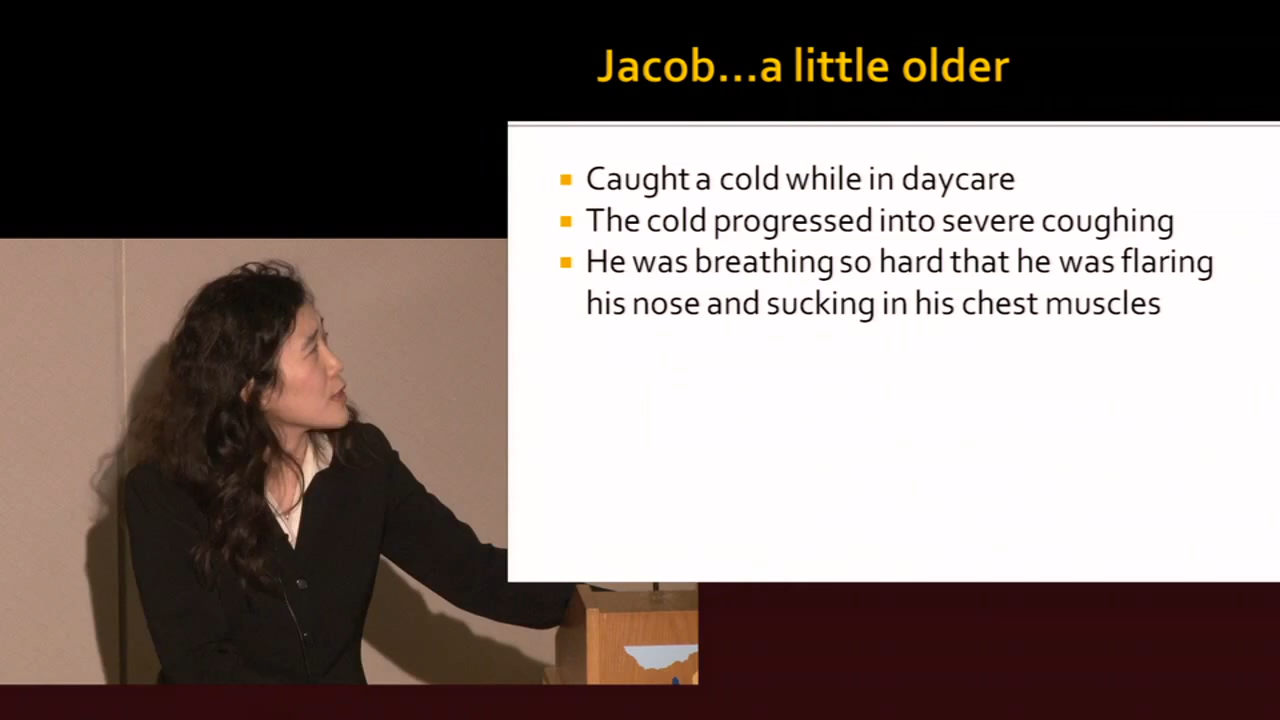 Jacob...a little older
Caught a cold while in daycare
The cold progressed into severe coughing
He was breathing so hard that he was flaring
his nose and sucking in his chest muscles